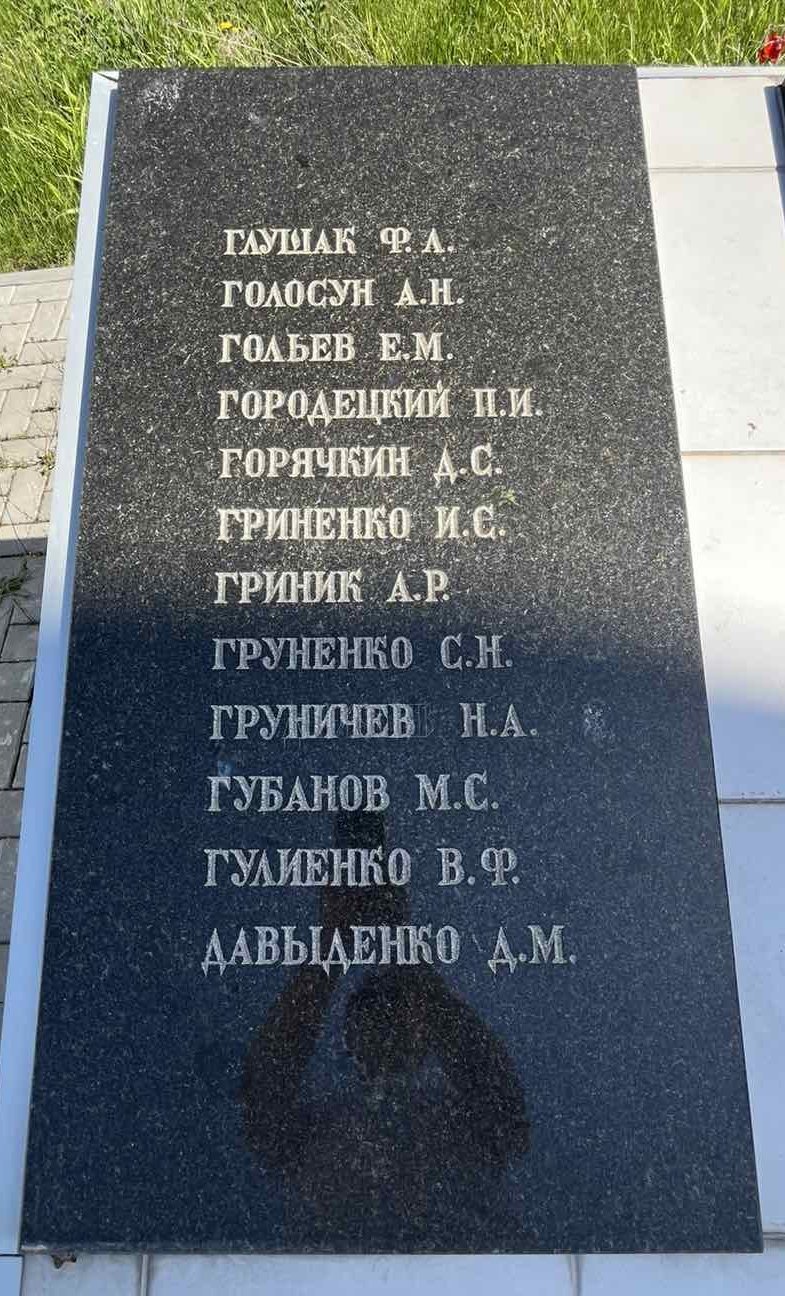 ГЛУШАК Ф.Л.
ГОЛОСУН А.Н.
ГОЛЬЕВ Е.М.
ГОРОДЕЦКИЙ П.И.
ГОРЯЧКИН Д.С.
ГРИНЕНКО И.С.
ГРИНИК А.Р.
ГРУНЕНКО С.Н.
ГРУНИЧЕВ Н.А.
ГУБАНОВ М.С.
ГУЛИЕНКО В.Ф.
ДАВЫДЕНКО Д.М.